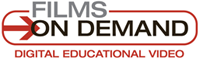 FILMS
ON DEMAND
DIGITAL EDUCATIONAL VIDEO